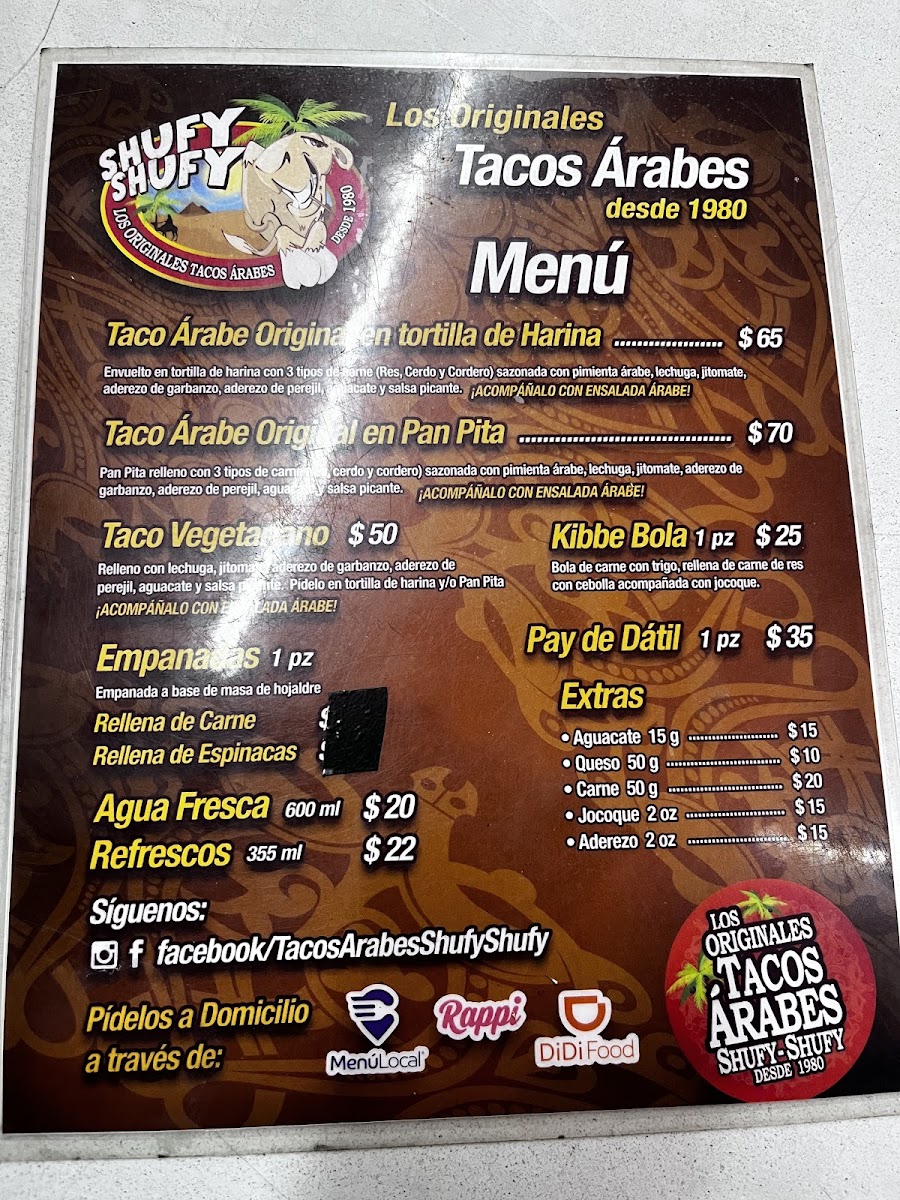 SHUFY
SHUFY
LOS ORIGINALES TACOS ÁRABES
DESDE 1980
Los Originales
Tacos Árabes
desde 1980
Menú
Taco Árabe Original en tortilla de Harina ................... $ 65
Envuelto en tortilla de harina con 3 tipos de carne (Res, Cerdo y Cordero) sazonada con pimienta árabe, lechuga, jitomate,
aderezo de garbanzo, aderezo de perejil, aguacate y salsa picante. ¡ACOMPÁÑALO CON ENSALADA ÁRABE!
Taco Árabe Original en Pan Pita ..................................... $ 70
Pan Pita relleno con 3 tipos de carne cerdo y cordero) sazonada con pimienta árabe, lechuga, jitomate, aderezo de
garbanzo, aderezo de perejil, aguacate y salsa picante. ¡ACOMPÁÑALO CON ENSALADA ÁRABE!
Taco Vegetariano $ 50
Relleno con lechuga, jitomate, aderezo de garbanzo, aderezo de
perejil, aguacate y salsa picante. Pídelo en tortilla de harina y/o Pan Pita
¡ACOMPÁÑALO CON ENSALADA ÁRABE!
Kibbe Bola 1 pz $ 25
Bola de carne con trigo, rellena de carne de res
con cebolla acompañada con jocoque.
Empanadas 1 pz
Empanada a base de masa de hojaldre
Rellena de Carne $
Rellena de Espinacas $
Pay de Dátil 1 pz $ 35
Extras
• Aguacate 15 g ...................... $ 15
• Queso 50 g ............................ $ 10
• Carne 50 g ............................ $ 20
• Jocoque 2 oz ........................ $ 15
• Aderezo 2 oz ........................ $ 15
Agua Fresca 600 ml $ 20
Refrescos 355 ml $ 22
Síguenos:
f facebook/TacosArabesShufyShufy
Pídelos a Domicilio
a través de:
MenúLocal
Rappi
DiDi Food
LOS
ORIGINALES
TACOS
ÁRABES
SHUFY-SHUFY
DESDE 1980